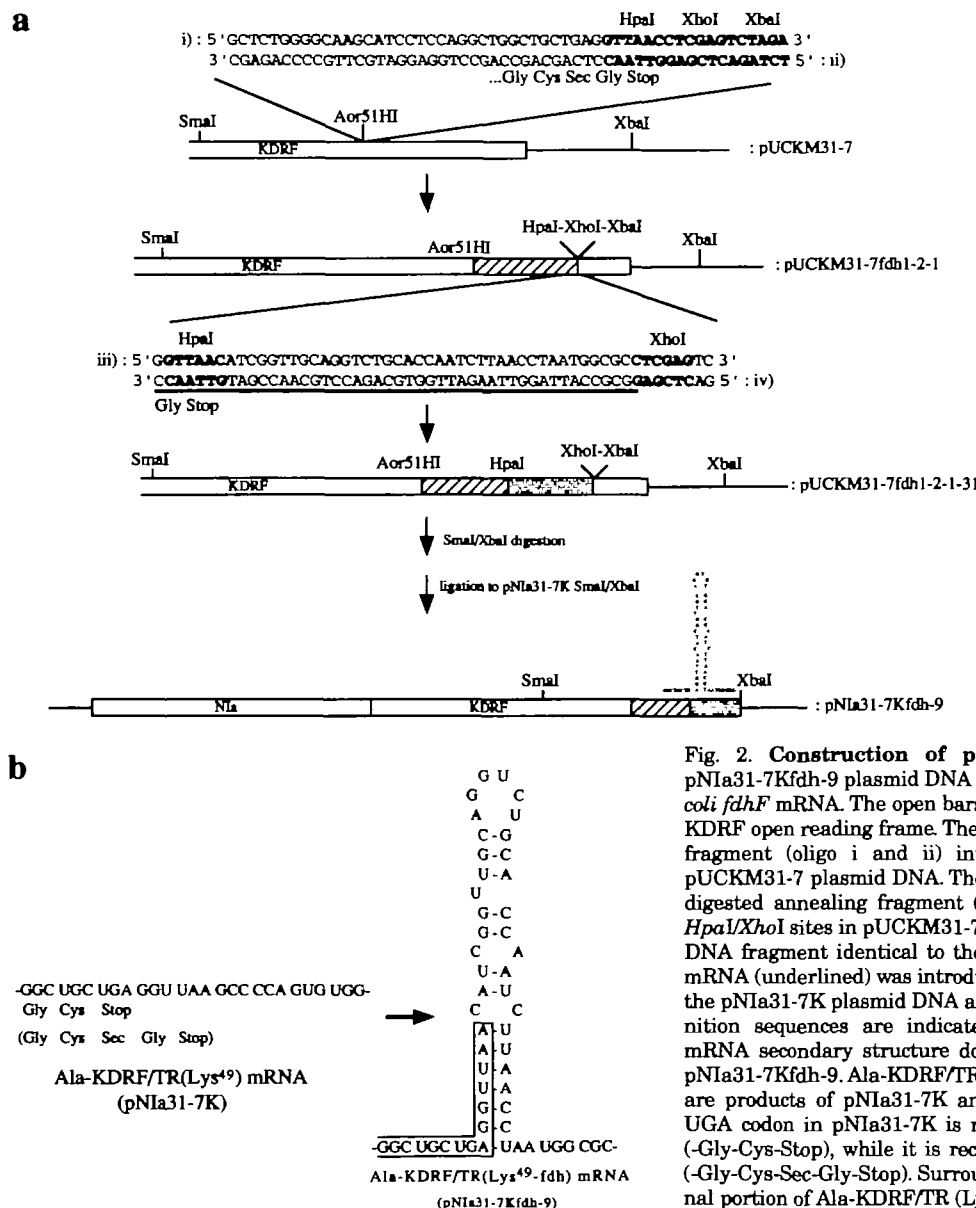 a
HpaI XhoI XbaI
i) : 5'GCTCTGGGGCAAGCATCCTCCAGGCTGGCTGCTGAGGTTAACCTCGAGTCTAGA 3'
3'CGAGACCCCGTTCGTAGGAGGTCCGACCGACGACTCCAATTGGAGCTCAGATCT 5' : ii)
...Gly Cys Sec Gly Stop
SmaI Aor51HI XbaI
KDRF : pUCKM31-7
HpaI-XhoI-XbaI
SmaI Aor51HI XbaI
KDRF : pUCKM31-7fdh1-2-1
HpaI XhoI
iii) : 5'GGTTAACATCGGTTGCAGGTCTGCACCAATCTTAACCTAATGGCGCCTCGAGTC 3'
3'CCAATTGTAGCCAACGTCCAGACGTGGTTAGAATTGGATTACCGCGGAGCTCAG 5' : iv)
Gly Stop
SmaI Aor51HI HpaI XhoI-XbaI XbaI
KDRF : pUCKM31-7fdh1-2-1-31
SmaI/XbaI digestion
ligation to pNIa31-7K SmaI/XbaI
SmaI XbaI
NIa KDRF : pNIa31-7Kfdh-9
b
G U
G C
A U
C-G
G-C
U-A
U
G-C
G-C
C A
U-A
A-U
C U
A-U
A-U
U-A
U-A
G-C
G-C
-GGC UGC UGA-UAA UGG CGC-
Ala-KDRF/TR(Lys49-fdh) mRNA
(pNIa31-7Kfdh-9)
-GGC UGC UGA GGU UAA GCC CCA GUG UGG-
Gly Cys Stop
(Gly Cys Sec Gly Stop)
Ala-KDRF/TR(Lys49) mRNA
(pNIa31-7K)
Fig. 2. Construction of p
pNIa31-7Kfdh-9 plasmid DNA
coli fdhF mRNA. The open bars
KDRF open reading frame. The
fragment (oligo i and ii) in
pUCKM31-7 plasmid DNA. The
digested annealing fragment (
HpaI/XhoI sites in pUCKM31-7
DNA fragment identical to the
mRNA (underlined) was introdu
the pNIa31-7K plasmid DNA a
nition sequences are indicate
mRNA secondary structure do
pNIa31-7Kfdh-9. Ala-KDRF/TR
are products of pNIa31-7K an
UGA codon in pNIa31-7K is r
(-Gly-Cys-Stop), while it is rec
(-Gly-Cys-Sec-Gly-Stop). Surrou
nal portion of Ala-KDRF/TR (L